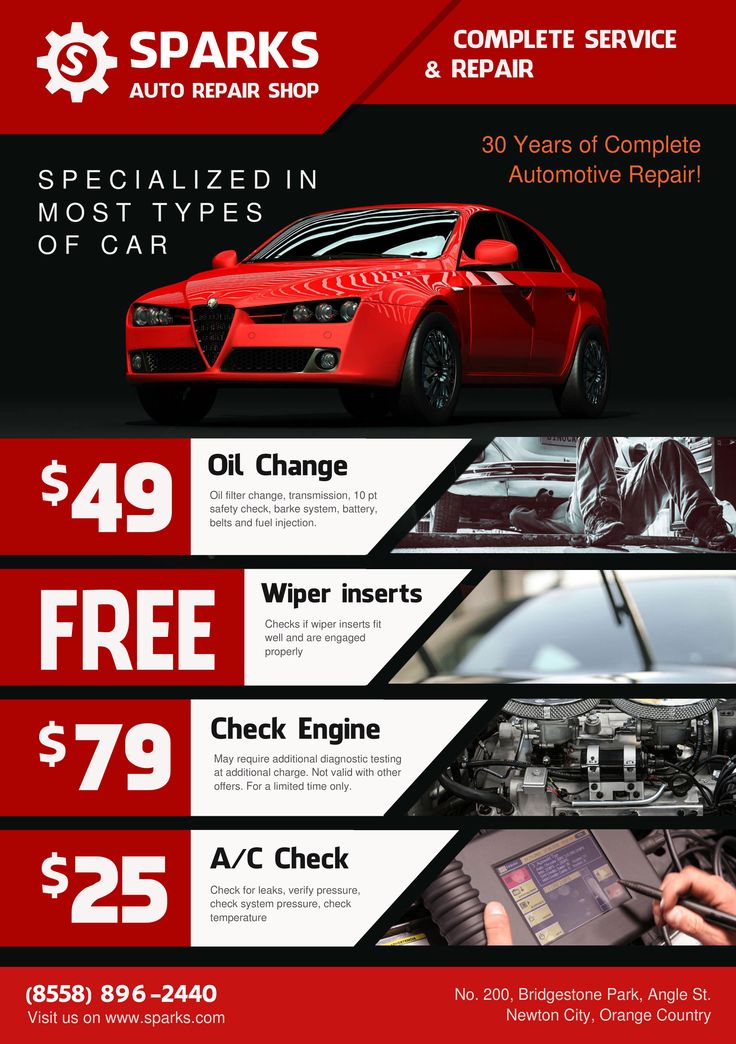 S
SPARKS
AUTO REPAIR SHOP
COMPLETE SERVICE
& REPAIR
30 Years of Complete
Automotive Repair!
SPECIALIZED IN
MOST TYPES
OF CAR
$49
Oil Change
Oil filter change, transmission, 10 pt
safety check, barke system, battery,
belts and fuel injection.
FREE
Wiper inserts
Checks if wiper inserts fit
well and are engaged
properly
$79
Check Engine
May require additional diagnostic testing
at additional charge. Not valid with other
offers. For a limited time only.
$25
A/C Check
Check for leaks, verify pressure,
check system pressure, check
temperature
(8558) 896-2440
Visit us on www.sparks.com
No. 200, Bridgestone Park, Angle St.
Newton City, Orange Country